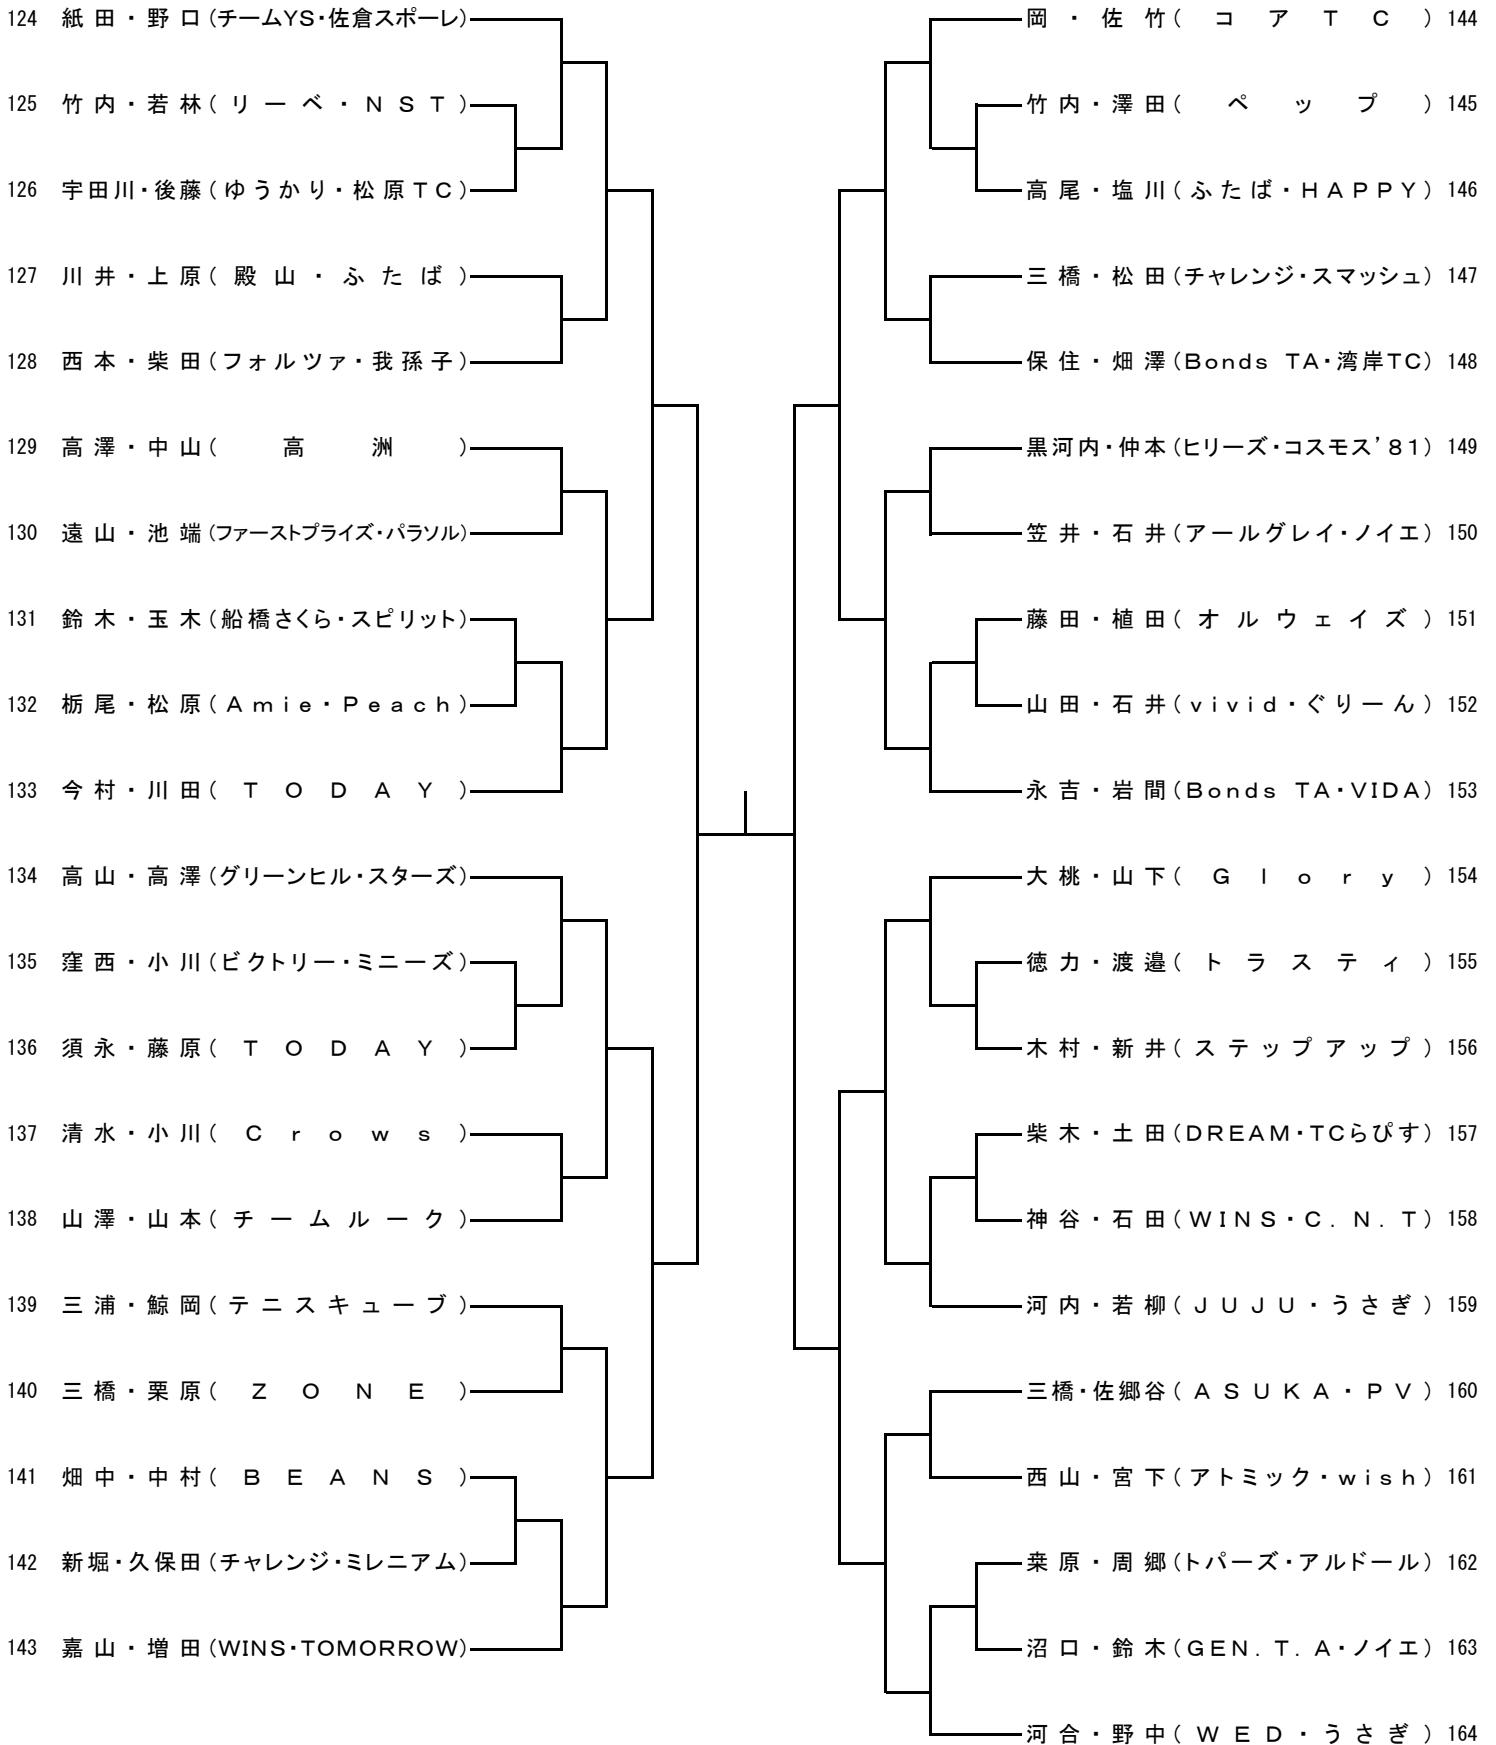 124 紙田・野口(チームYS・佐倉スポーレ)
125 竹内・若林(リーベ・NST)
126 宇田川・後藤(ゆうかり・松原TC)
127 川井・上原(殿山・ふたば)
128 西本・柴田(フォルツァ・我孫子)
129 高澤・中山(高洲)
130 遠山・池端(ファーストプライズ・パラソル)
131 鈴木・玉木(船橋さくら・スピリット)
132 栃尾・松原(Amie・Peach)
133 今村・川田(TODAY)
134 高山・高澤(グリーンヒル・スターズ)
135 窪西・小川(ビクトリー・ミニーズ)
136 須永・藤原(TODAY)
137 清水・小川(Crows)
138 山澤・山本(チームルーク)
139 三浦・鯨岡(テニスキューブ)
140 三橋・栗原(ZONE)
141 畑中・中村(BEANS)
142 新堀・久保田(チャレンジ・ミレニアム)
143 嘉山・増田(WINS・TOMORROW)
岡・佐竹(コアTC) 144
竹内・澤田(ペップ) 145
高尾・塩川(ふたば・HAPPY) 146
三橋・松田(チャレンジ・スマッシュ) 147
保住・畑澤(Bonds TA・湾岸TC) 148
黒河内・仲本(ヒリーズ・コスモス’81) 149
笠井・石井(アールグレイ・ノイエ) 150
藤田・植田(オルウェイズ) 151
山田・石井(vivid・ぐりーん) 152
永吉・岩間(Bonds TA・VIDA) 153
大桃・山下(Glory) 154
徳力・渡邉(トラスティ) 155
木村・新井(ステップアップ) 156
柴木・土田(DREAM・TCらぴす) 157
神谷・石田(WINS・C.N.T) 158
河内・若柳(JUJU・うさぎ) 159
三橋・佐郷谷(ASUKA・PV) 160
西山・宮下(アトミック・wish) 161
桒原・周郷(トパーズ・アルドール) 162
沼口・鈴木(GEN.T.A・ノイエ) 163
河合・野中(WED・うさぎ) 164